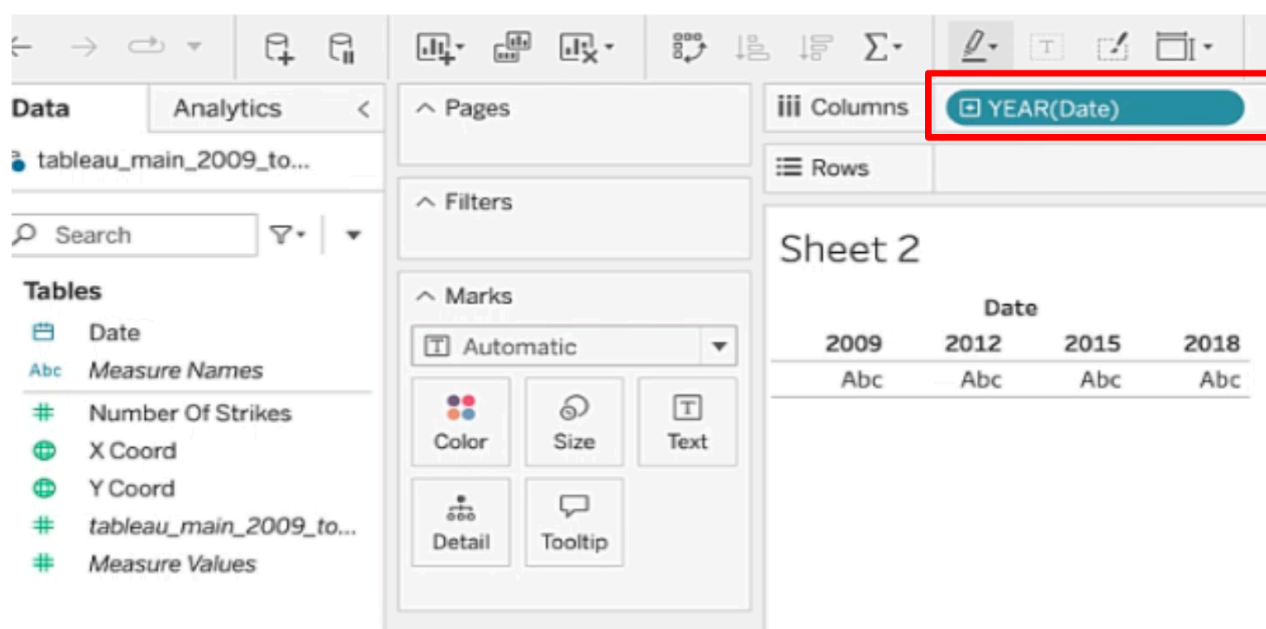 Data
Analytics
tableau_main_2009_to...
Search
Tables
Date
Abc Measure Names
Number Of Strikes
X Coord
Y Coord
tableau_main_2009_to...
Measure Values
Pages
Filters
Marks
T Automatic
Color
Size
T
Text
Detail
Tooltip
T
Columns YEAR(Date)
Rows
Sheet 2
Date
2009 2012 2015 2018
Abc Abc Abc Abc